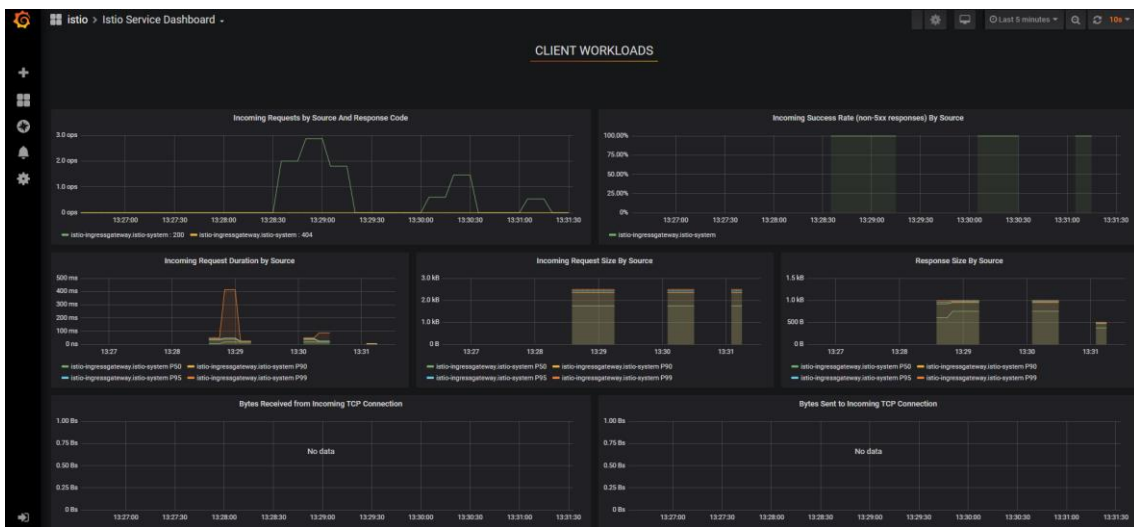 istio > Istio Service Dashboard
Last 5 minutes
10s
CLIENT WORKLOADS
Incoming Requests by Source And Response Code
3.0 ops
2.0 ops
1.0 ops
0 ops
13:27:00 13:27:30 13:28:00 13:28:30 13:29:00 13:29:30 13:30:00 13:30:30 13:31:00 13:31:30
istio-ingressgateway.istio-system : 200 istio-ingressgateway.istio-system : 404
Incoming Success Rate (non-5xx responses) By Source
100.00%
75.00%
50.00%
25.00%
0%
13:27:00 13:27:30 13:28:00 13:28:30 13:29:00 13:29:30 13:30:00 13:30:30 13:31:00 13:31:30
istio-ingressgateway.istio-system
Incoming Request Duration by Source
500 ms
400 ms
300 ms
200 ms
100 ms
0 ns
13:27 13:28 13:29 13:30 13:31
istio-ingressgateway.istio-system P50 istio-ingressgateway.istio-system P90
istio-ingressgateway.istio-system P95 istio-ingressgateway.istio-system P99
Incoming Request Size By Source
3.0 kB
2.0 kB
1.0 kB
0 B
13:27 13:28 13:29 13:30 13:31
istio-ingressgateway.istio-system P50 istio-ingressgateway.istio-system P90
istio-ingressgateway.istio-system P95 istio-ingressgateway.istio-system P99
Response Size By Source
1.5 kB
1.0 kB
500 B
0 B
13:27 13:28 13:29 13:30 13:31
istio-ingressgateway.istio-system P50 istio-ingressgateway.istio-system P90
istio-ingressgateway.istio-system P95 istio-ingressgateway.istio-system P99
Bytes Received from Incoming TCP Connection
1.00 Bs
0.75 Bs
0.50 Bs
0.25 Bs
0 Bs
No data
13:27:00 13:27:30 13:28:00 13:28:30 13:29:00 13:29:30 13:30:00 13:30:30 13:31:00 13:31:30
Bytes Sent to Incoming TCP Connection
1.00 Bs
0.75 Bs
0.50 Bs
0.25 Bs
0 Bs
No data
13:27:00 13:27:30 13:28:00 13:28:30 13:29:00 13:29:30 13:30:00 13:30:30 13:31:00 13:31:30